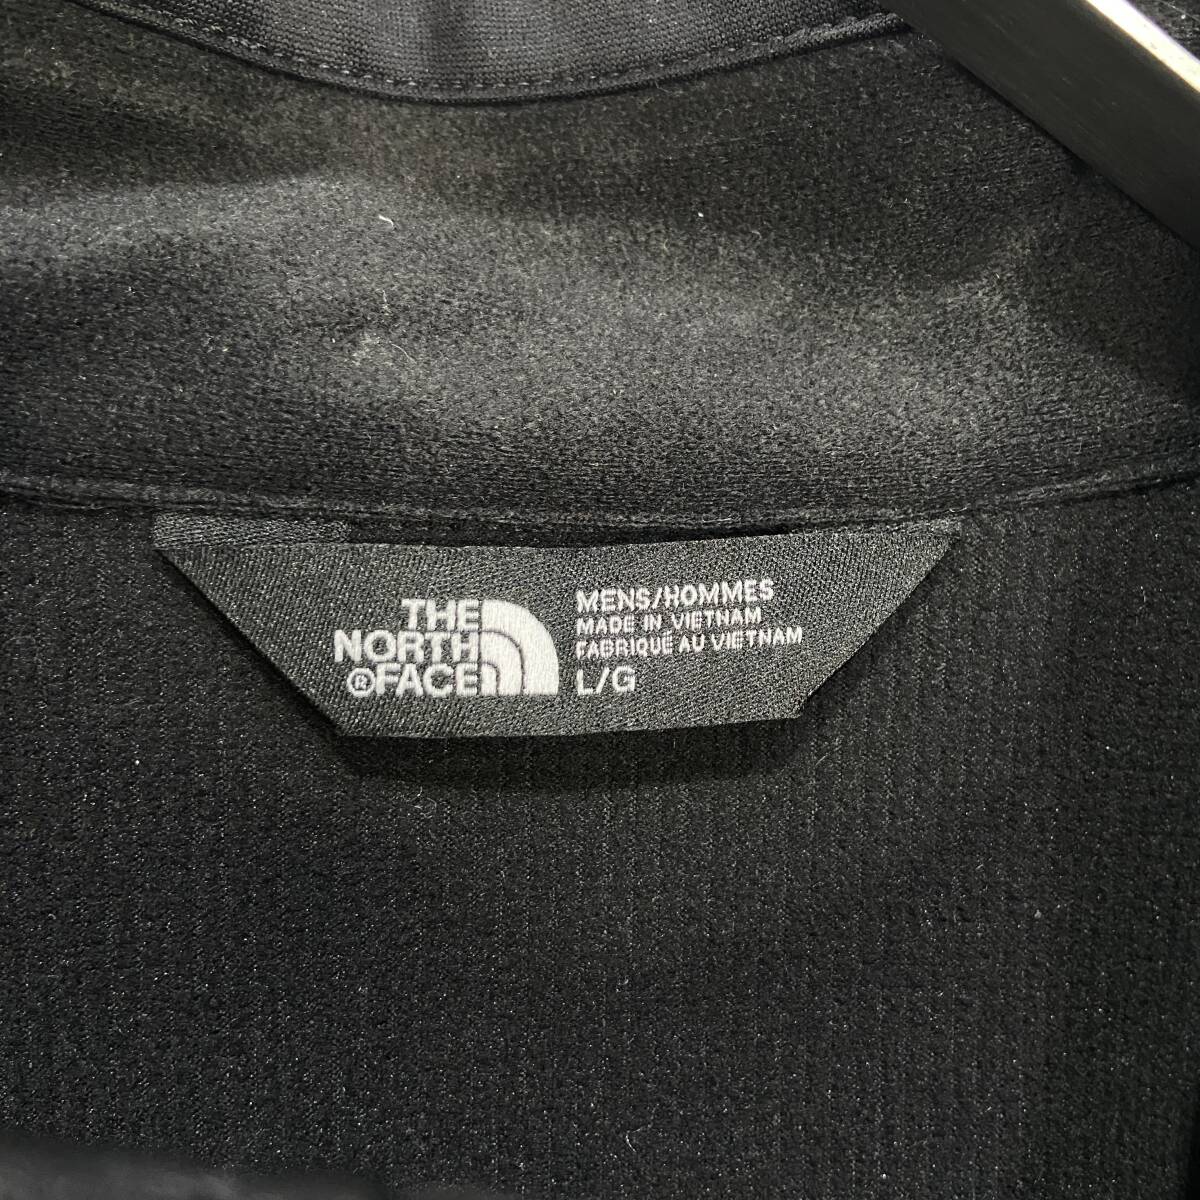 THE
NORTH
®FACE
MENS/HOMMES
MADE IN VIETNAM
FABRIQUÉ AU VIETNAM
L/G